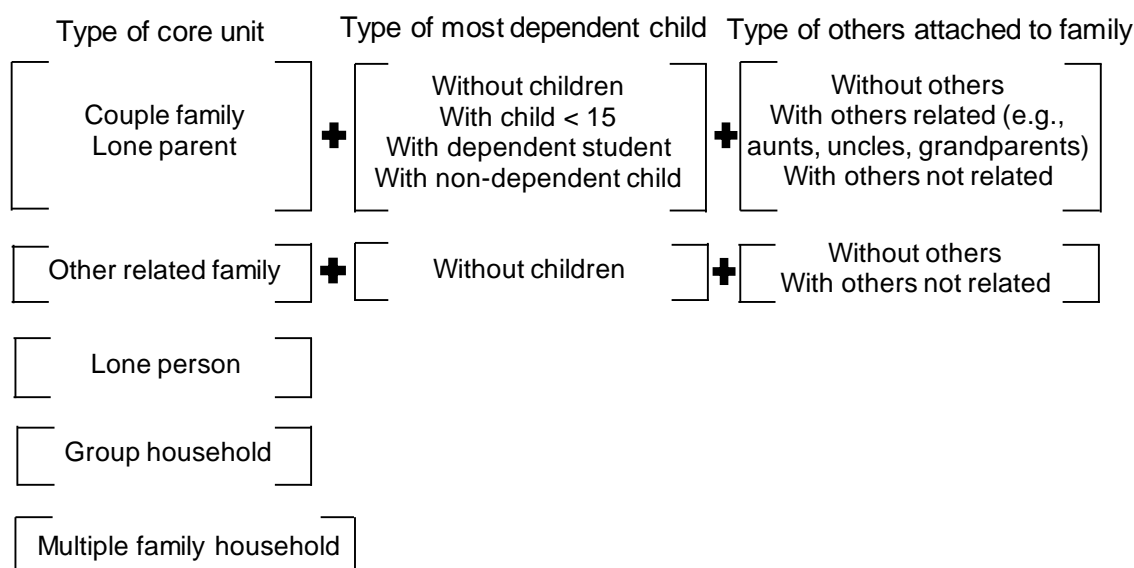 Type of core unit
Type of most dependent child
Type of others attached to family
Couple family
Lone parent
Without children
With child < 15
With dependent student
With non-dependent child
Without others
With others related (e.g.,
aunts, uncles, grandparents)
With others not related
Other related family
Without children
Without others
With others not related
Lone person
Group household
Multiple family household